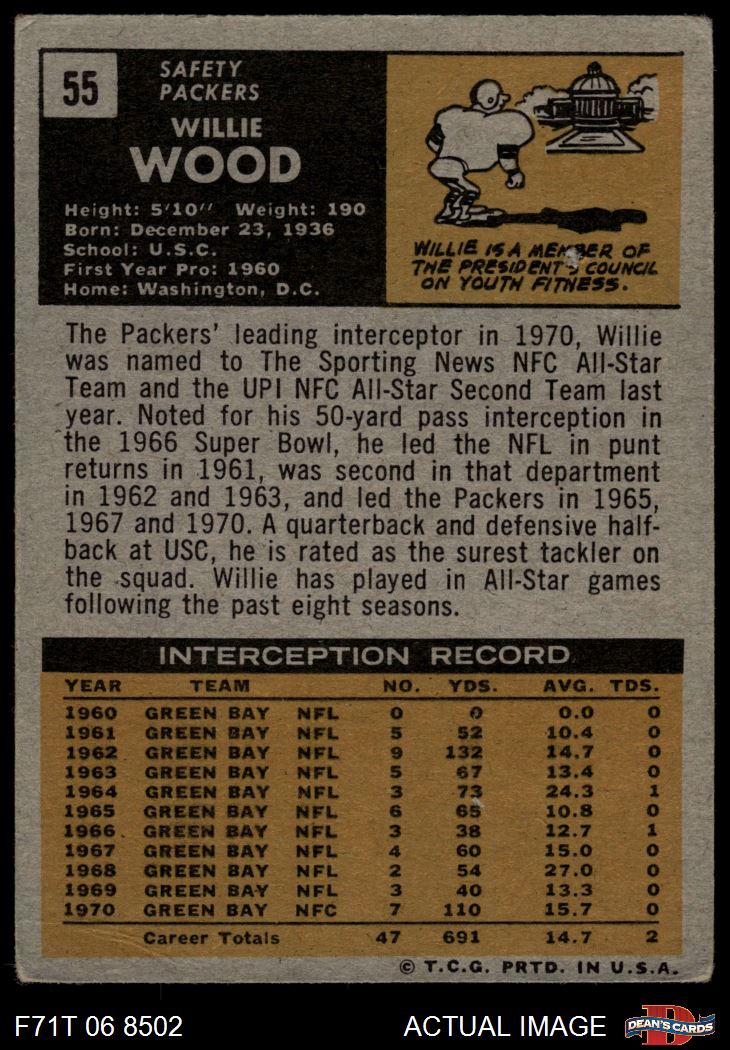 55
SAFETY
PACKERS
WILLIE
WOOD
Height: 5'10" Weight: 190
Born: December 23, 1936
School: U.S.C.
First Year Pro: 1960
Home: Washington, D.C.
WILLIE IS A MEMBER OF
THE PRESIDENT'S COUNCIL
ON YOUTH FITNESS.
The Packers' leading interceptor in 1970, Willie
was named to The Sporting News NFC All-Star
Team and the UPI NFC All-Star Second Team last
year. Noted for his 50-yard pass interception in
the 1966 Super Bowl, he led the NFL in punt
returns in 1961, was second in that department
in 1962 and 1963, and led the Packers in 1965,
1967 and 1970. A quarterback and defensive half-
back at USC, he is rated as the surest tackler on
the squad. Willie has played in All-Star games
following the past eight seasons.
INTERCEPTION RECORD
YEAR TEAM NO. YDS. AVG. TDS.
1960 GREEN BAY NFL 0 0 0.0 0
1961 GREEN BAY NFL 5 52 10.4 0
1962 GREEN BAY NFL 9 132 14.7 0
1963 GREEN BAY NFL 5 67 13.4 0
1964 GREEN BAY NFL 3 73 24.3 1
1965 GREEN BAY NFL 6 65 10.8 0
1966 GREEN BAY NFL 3 38 12.7 1
1967 GREEN BAY NFL 4 60 15.0 0
1968 GREEN BAY NFL 2 54 27.0 0
1969 GREEN BAY NFL 3 40 13.3 0
1970 GREEN BAY NFC 7 110 15.7 0
Career Totals 47 691 14.7 2
© T.C.G. PRTD. IN U.S.A.
F71T 06 8502 ACTUAL IMAGE
D
DEAN'S CARDS